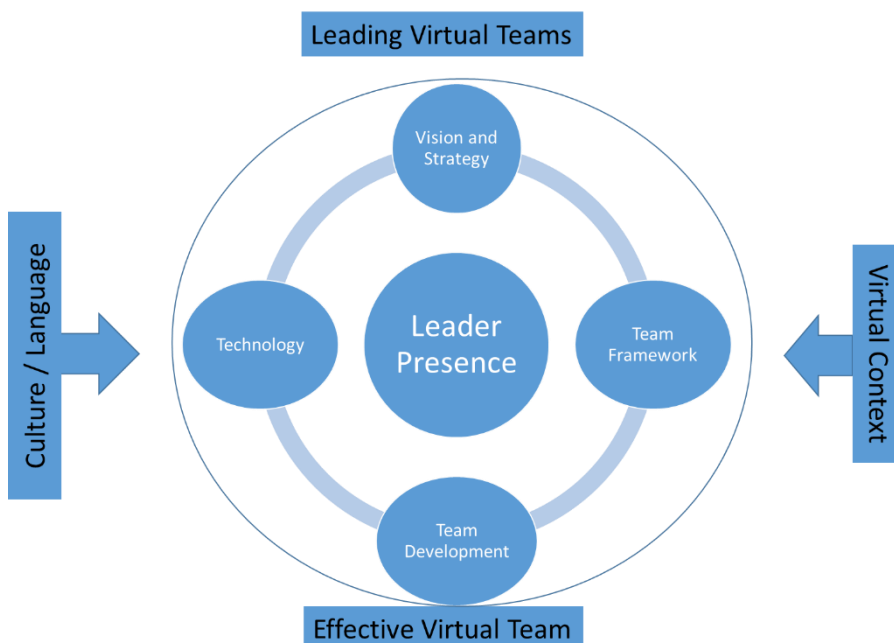 Leading Virtual Teams
Vision and
Strategy
Culture / Language
Technology
Leader
Presence
Team
Framework
Virtual Context
Team
Development
Effective Virtual Team